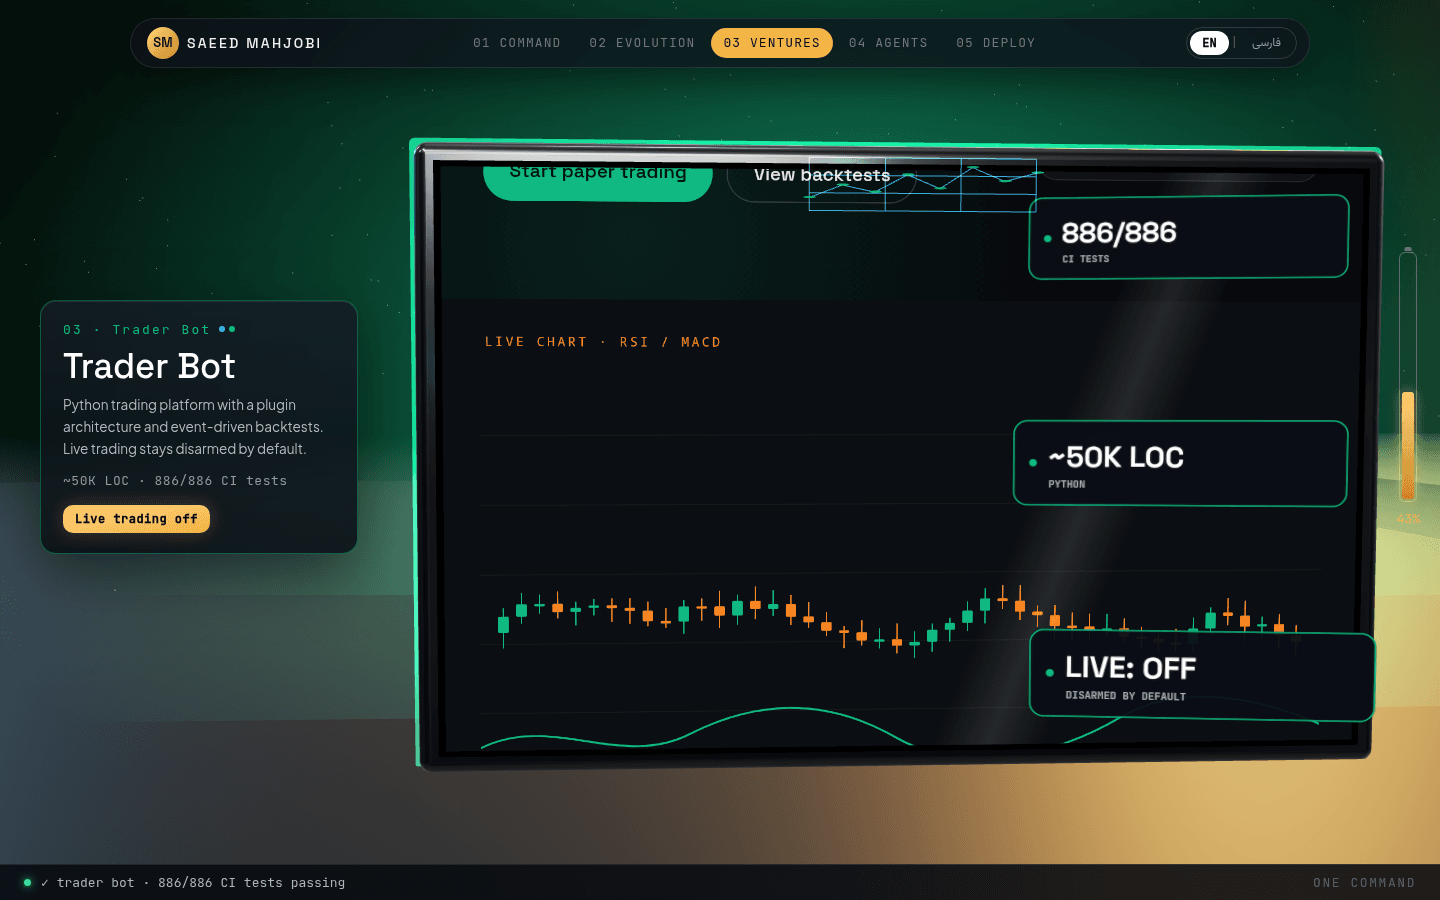 SM SAEED MAHJOBI
01 COMMAND
02 EVOLUTION
03 VENTURES
04 AGENTS
05 DEPLOY
EN | فارسی
Start paper trading
View backtests
886/886
CI TESTS
03 · Trader Bot
Trader Bot
Python trading platform with a plugin
architecture and event-driven backtests.
Live trading stays disarmed by default.
~50K LOC · 886/886 CI tests
Live trading off
LIVE CHART · RSI / MACD
~50K LOC
PYTHON
LIVE: OFF
DISARMED BY DEFAULT
43%
✓ trader bot · 886/886 CI tests passing
ONE COMMAND